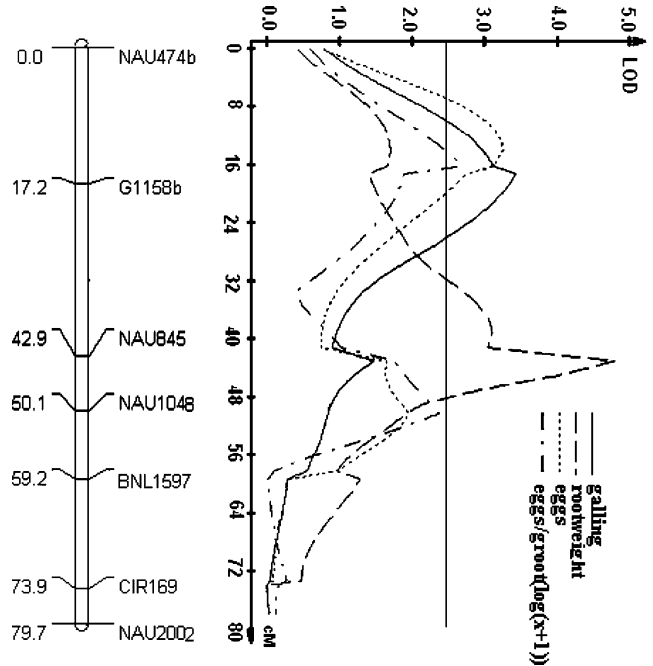 0.0 NAU474b
17.2 G1158b
42.9 NAU845
50.1 NAU1048
59.2 BNL1597
73.9 CIR169
79.7 NAU2002
0.0 1.0 2.0 3.0 4.0 5.0
LOD
0
8
16
24
32
40
48
56
64
72
80
cM
galling
rootweight
eggs
eggs/groot(log(x+1))